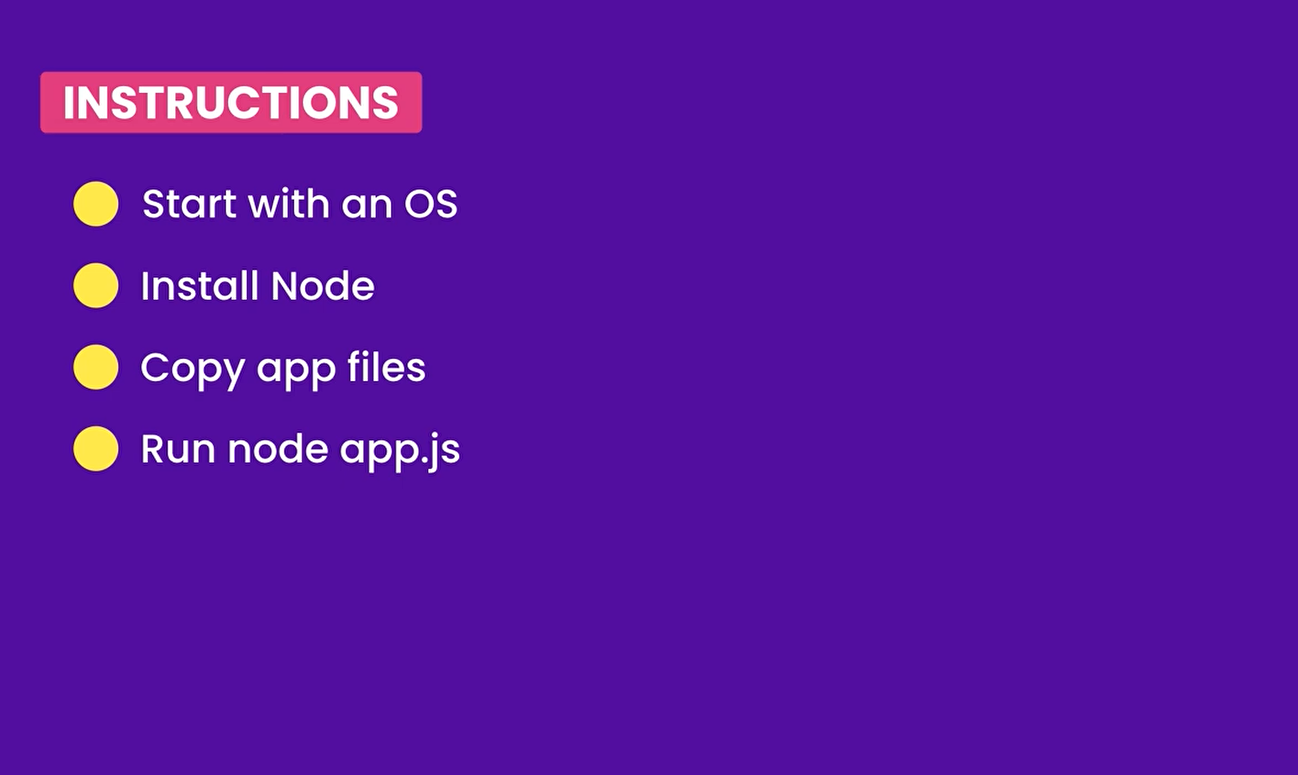 INSTRUCTIONS
Start with an OS
Install Node
Copy app files
Run node app.js